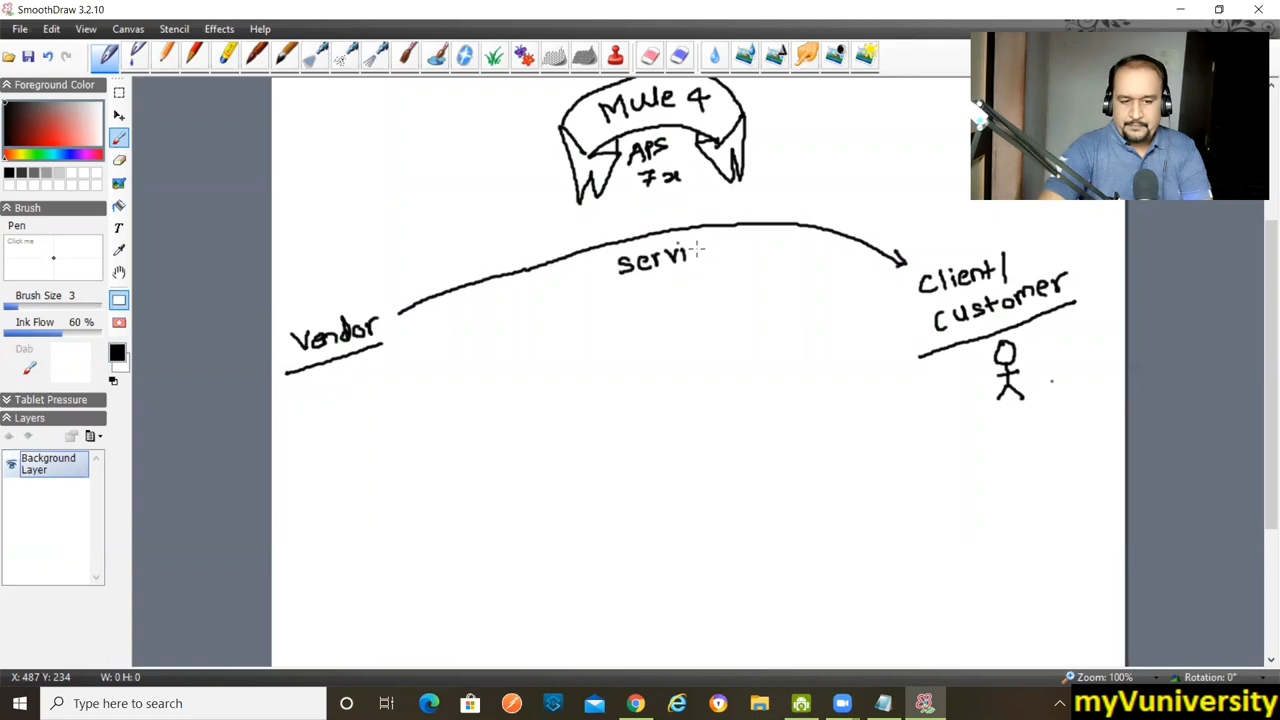 SmoothDraw 3.2.10
File Edit View Canvas Stencil Effects Help
Foreground Color
Brush
Pen
Click me
Brush Size 3
Ink Flow 60 %
Dab
Tablet Pressure
Layers
Background
Layer
Mule 4
APS
7x
servi
Vendor
Client/
Customer
X: 487 Y: 234 W: 0 H: 0
Zoom: 100% Rotation: 0°
Type here to search
myVuniversity